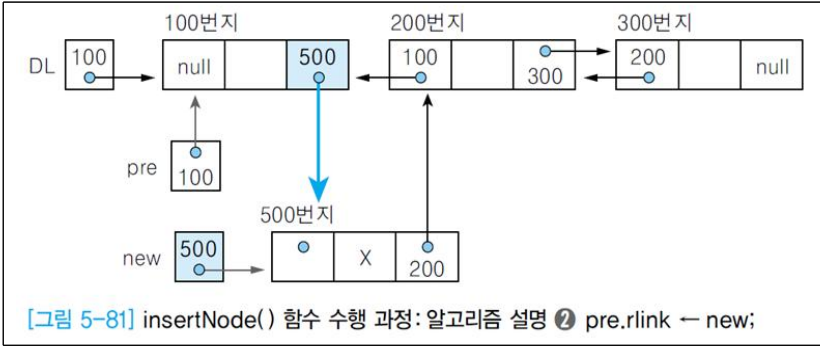 100번지 200번지 300번지
DL 100 null 500 100 300 200 null
pre 100
500번지
new 500 X 200
[그림 5-81] insertNode( ) 함수 수행 과정: 알고리즘 설명 ❷ pre.rlink ← new;